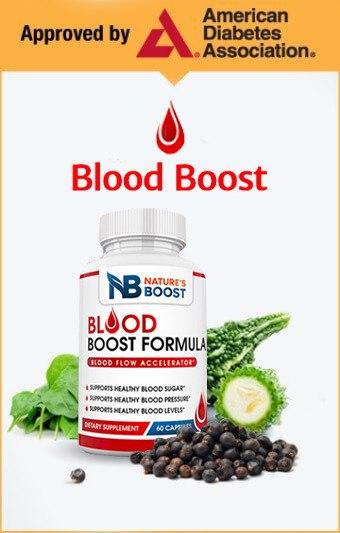 Approved by American
Diabetes
Association®
Blood Boost
NB NATURE'S
BOOST
BLOOD
BOOST FORMULA
BLOOD FLOW ACCELERATOR*
SUPPORTS HEALTHY BLOOD SUGAR*
SUPPORTS HEALTHY BLOOD PRESSURE*
SUPPORTS HEALTHY BLOOD LEVELS*
DIETARY SUPPLEMENT 60 CAPSULES